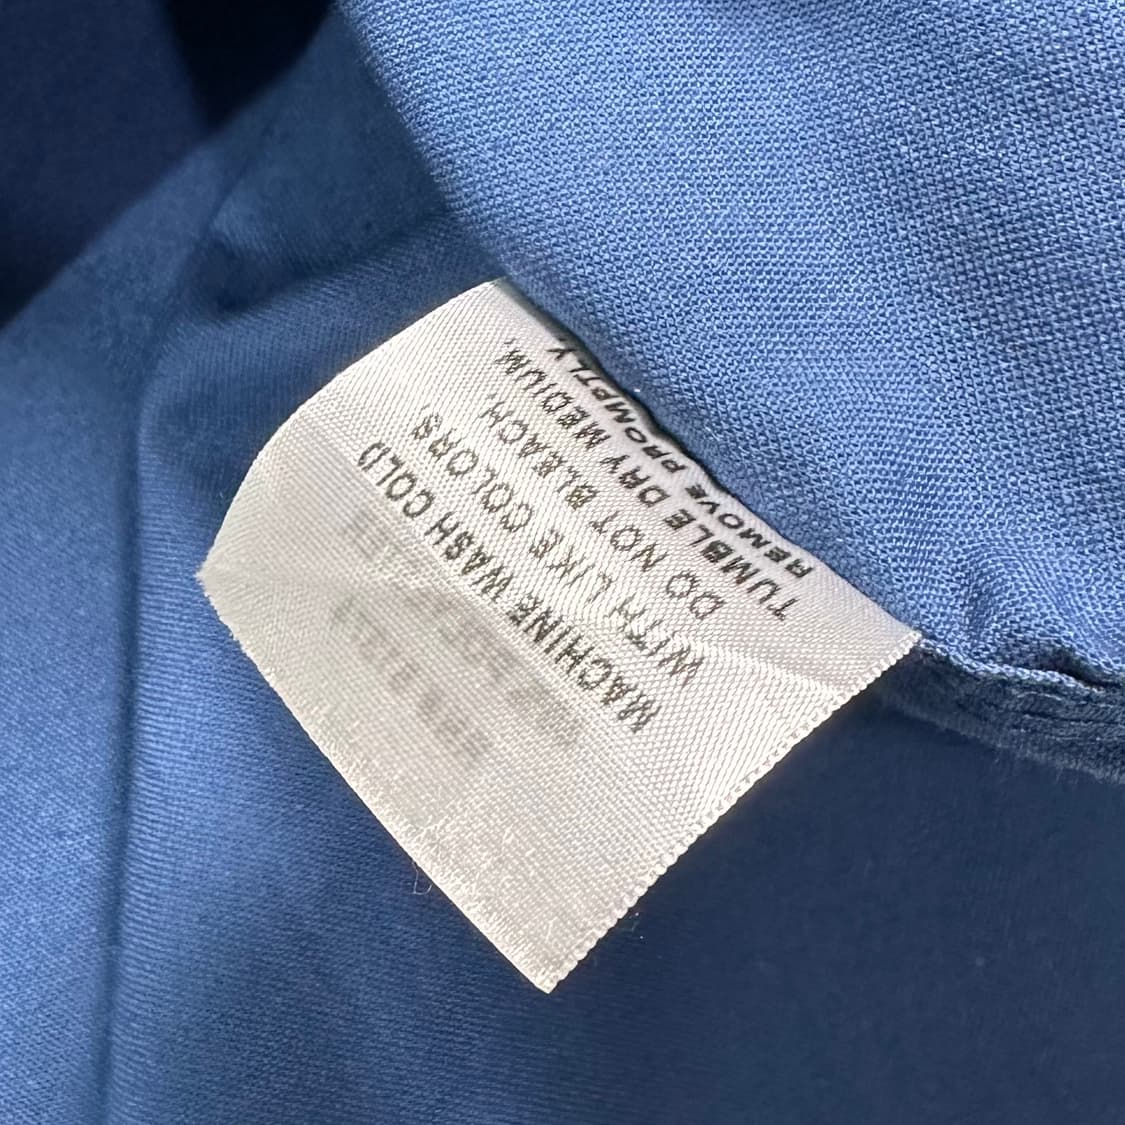 MACHINE WASH COLD
WITH LIKE COLORS.
DO NOT BLEACH.
TUMBLE DRY MEDIUM.
REMOVE PROMPTLY.